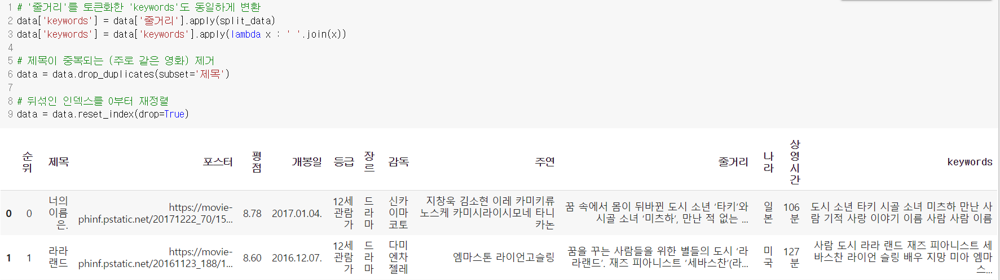 1 # '줄거리'를 토큰화한 'keywords'도 동일하게 변환
2 data['keywords'] = data['줄거리'].apply(split_data)
3 data['keywords'] = data['keywords'].apply(lambda x : ' '.join(x))
4
5 # 제목이 중복되는 (주로 같은 영화) 제거
6 data = data.drop_duplicates(subset='제목')
7
8 # 뒤섞인 인덱스를 0부터 재정렬
9 data = data.reset_index(drop=True)
순위 제목 포스터 평점 개봉일 등급 장르 감독 주연 줄거리 나라 상영시간 keywords
0 0 너의 이름은. https://movie-phinf.pstatic.net/20171222_70/15... 8.78 2017.01.04. 12세 관람가 드라마 신카이 마코토 지창욱 김소현 이레 카미키류노스케 카미시라이시모네 타니카논 꿈 속에서 몸이 뒤바뀐 도시 소년 ‘타키’와 시골 소녀 ‘미츠하’, 만난 적 없는 ... 일본 106분 도시 소년 타키 시골 소녀 미츠하 만난 사람 기적 사랑 이야기 이름 사람 사람 이름
1 1 라라랜드 https://movie-phinf.pstatic.net/20161123_188/1... 8.60 2016.12.07. 12세 관람가 드라마 다미엔 차젤레 엠마스톤 라이언고슬링 꿈을 꾸는 사람들을 위한 별들의 도시 ‘라라랜드’. 재즈 피아니스트 ‘세바스찬’(라... 미국 127분 사람 도시 라라 랜드 재즈 피아니스트 세바스찬 라이언 슬링 배우 지망 미아 엠마 스...